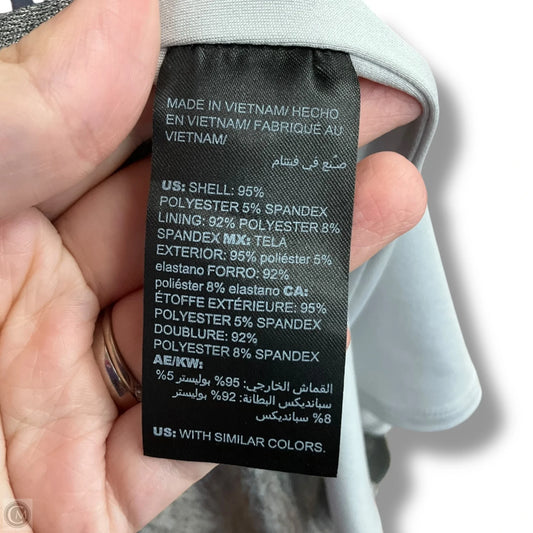 MADE IN VIETNAM/ HECHO
EN VIETNAM/ FABRIQUÉ AU
VIETNAM/
صنع في فيتنام
US: SHELL: 95%
POLYESTER 5% SPANDEX
LINING: 92% POLYESTER 8%
SPANDEX MX: TELA
EXTERIOR: 95% poliéster 5%
elastano FORRO: 92%
poliéster 8% elastano CA:
ÉTOFFE EXTÉRIEURE: 95%
POLYESTER 5% SPANDEX
DOUBLURE: 92%
POLYESTER 8% SPANDEX
AE/KW:
القماش الخارجي: 95% بوليستر 5%
سبانديكس البطانة: 92% بوليستر
8% سبانديكس
US: WITH SIMILAR COLORS.